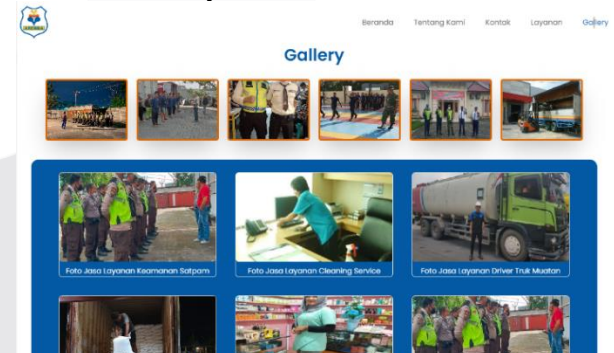 Beranda Tentang Kami Kontak Layanan Gallery
Gallery
Foto Jasa Layanan Keamanan Satpam
Foto Jasa Layanan Cleaning Service
Foto Jasa Layanan Driver Truk Muatan